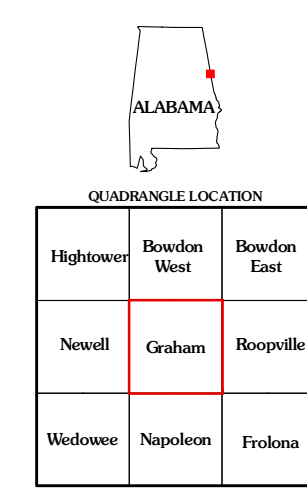 ALABAMA
QUADRANGLE LOCATION
Hightower
Bowdon
West
Bowdon
East
Newell
Graham
Roopville
Wedowee
Napoleon
Frolona